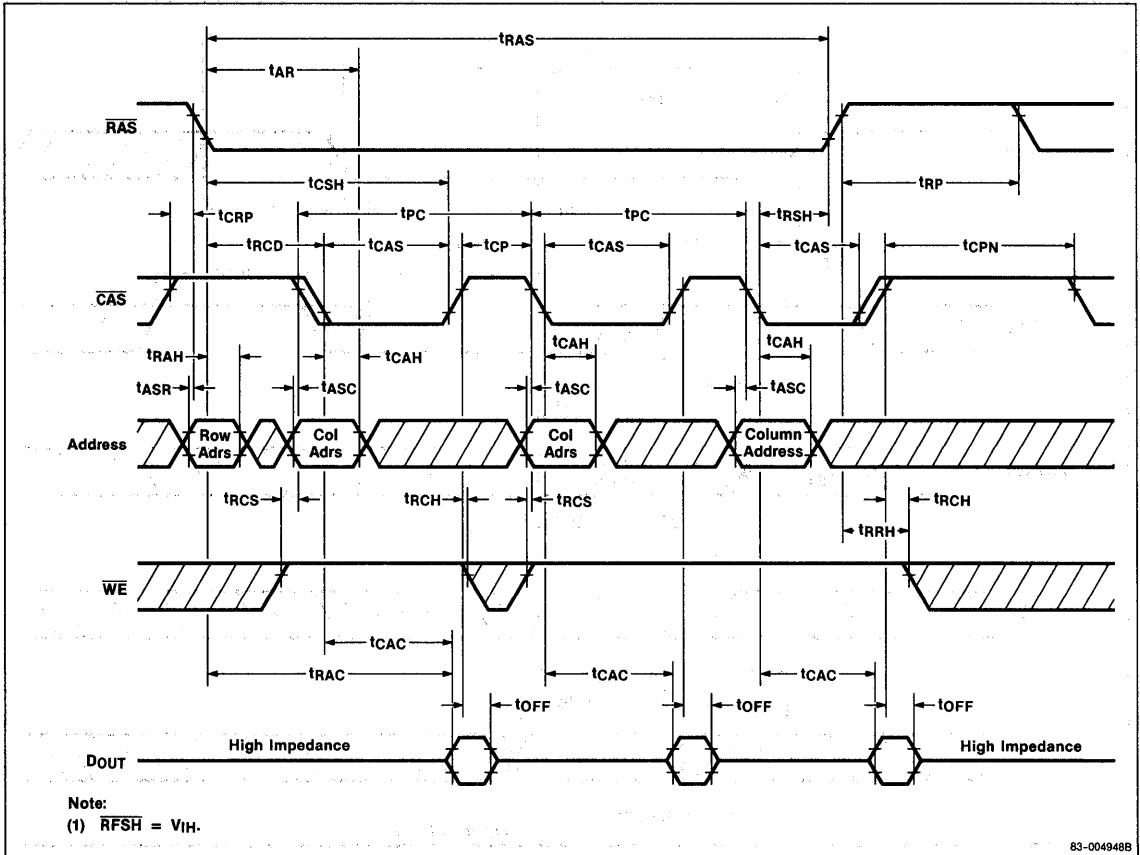 tRAS
tAR
RAS
tCSH
tRP
tCRP
tPC
tPC
tRSH
tRCD
tCAS
tCP
tCAS
tCAS
tCPN
CAS
tRAH
tCAH
tCAH
tCAH
tASR
tASC
tASC
tASC
Address
Row Adrs
Col Adrs
Col Adrs
Column Address
tRCS
tRCH
tRCS
tRCH
tRRH
WE
tCAC
tRAC
tCAC
tCAC
tOFF
tOFF
tOFF
High Impedance
High Impedance
DOUT
Note:
(1) RFSH = VIH.
83-004948B